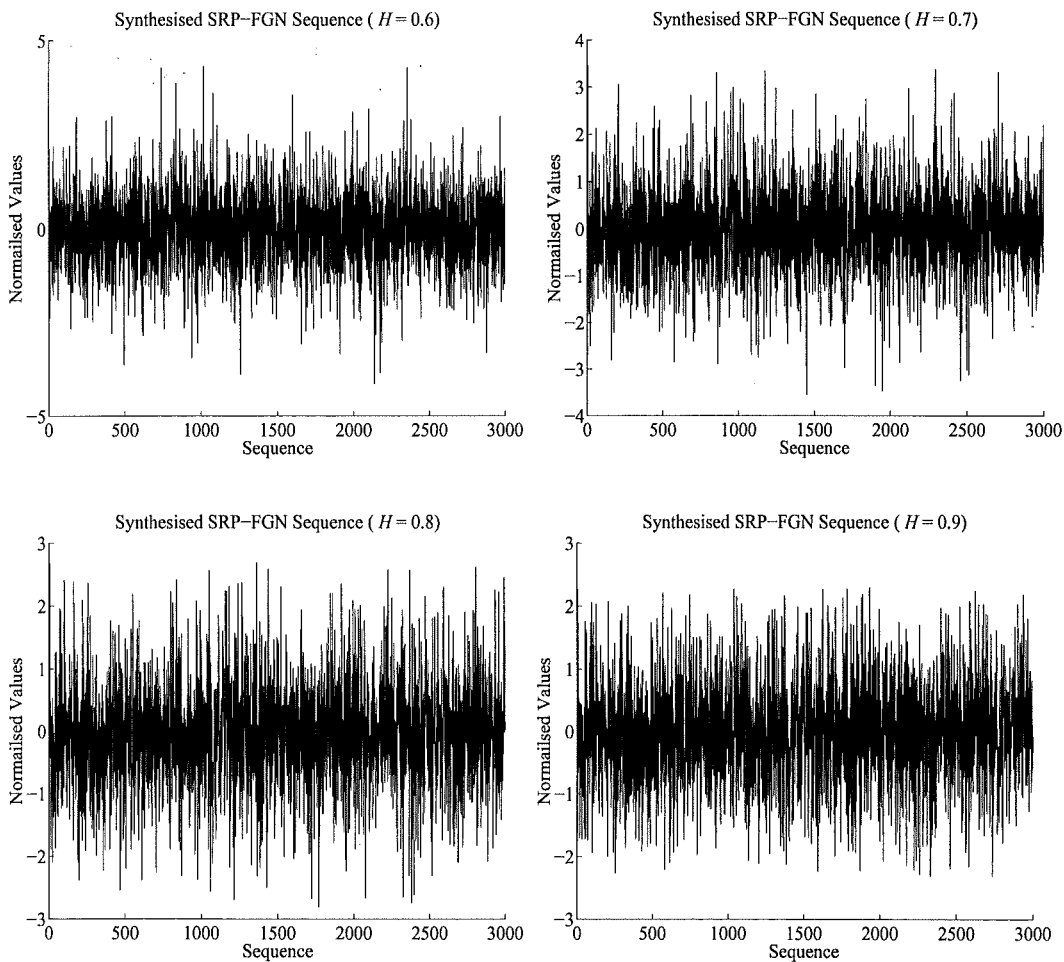 Synthesised SRP−FGN Sequence ( H = 0.6)
5
0
−5
Normailsed Values
0 500 1000 1500 2000 2500 3000
Sequence
Synthesised SRP−FGN Sequence ( H = 0.7)
4
3
2
1
0
−1
−2
−3
−4
Normailsed Values
0 500 1000 1500 2000 2500 3000
Sequence
Synthesised SRP−FGN Sequence ( H = 0.8)
3
2
1
0
−1
−2
−3
Normailsed Values
0 500 1000 1500 2000 2500 3000
Sequence
Synthesised SRP−FGN Sequence ( H = 0.9)
3
2
1
0
−1
−2
−3
Normailsed Values
0 500 1000 1500 2000 2500 3000
Sequence